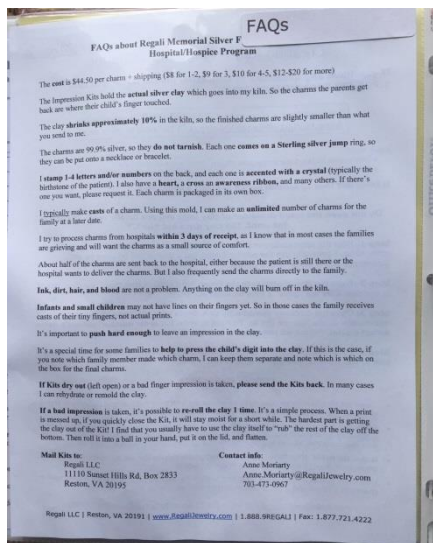 FAQs
FAQs about Regali Memorial Silver F
Hospital/Hospice Program
The cost is $44.50 per charm + shipping ($8 for 1-2, $9 for 3, $10 for 4-5, $12-$20 for more)
The Impression Kits hold the actual silver clay which goes into my kiln. So the charms the parents get
back are where their child's finger touched.
The clay shrinks approximately 10% in the kiln, so the finished charms are slightly smaller than what
you send to me.
The charms are 99.9% silver, so they do not tarnish. Each one comes on a Sterling silver jump ring, so
they can be put onto a necklace or bracelet.
I stamp 1-4 letters and/or numbers on the back, and each one is accented with a crystal (typically the
birthstone of the patient). I also have a heart, a cross an awareness ribbon, and many others. If there's
one you want, please request it. Each charm is packaged in its own box.
I typically make casts of a charm. Using this mold, I can make an unlimited number of charms for the
family at a later date.
I try to process charms from hospitals within 3 days of receipt, as I know that in most cases the families
are grieving and will want the charms as a small source of comfort.
About half of the charms are sent back to the hospital, either because the patient is still there or the
hospital wants to deliver the charms. But I also frequently send the charms directly to the family.
Ink, dirt, hair, and blood are not a problem. Anything on the clay will burn off in the kiln.
Infants and small children may not have lines on their fingers yet. So in those cases the family receives
casts of their tiny fingers, not actual prints.
It's important to push hard enough to leave an impression in the clay.
It's a special time for some families to help to press the child's digit into the clay. If this is the case, if
you note which family member made which charm, I can keep them separate and note which is which on
the box for the final charms.
If Kits dry out (left open) or a bad finger impression is taken, please send the Kits back. In many cases
I can rehydrate or remold the clay.
If a bad impression is taken, it's possible to re-roll the clay 1 time. It's a simple process. When a print
is messed up, if you quickly close the Kit, it will stay moist for a short while. The hardest part is getting
the clay out of the Kit! I find that you usually have to use the clay itself to "rub" the rest of the clay off the
bottom. Then roll it into a ball in your hand, put it on the lid, and flatten.
Mail Kits to:
Regali LLC
11110 Sunset Hills Rd, Box 2833
Reston, VA 20195
Contact info:
Anne Moriarty
Anne.Moriarty@RegaliJewelry.com
703-473-0967
Regali LLC | Reston, VA 20191 | www.RegaliJewelry.com | 1.888.9REGALI | Fax: 1.877.721.4222